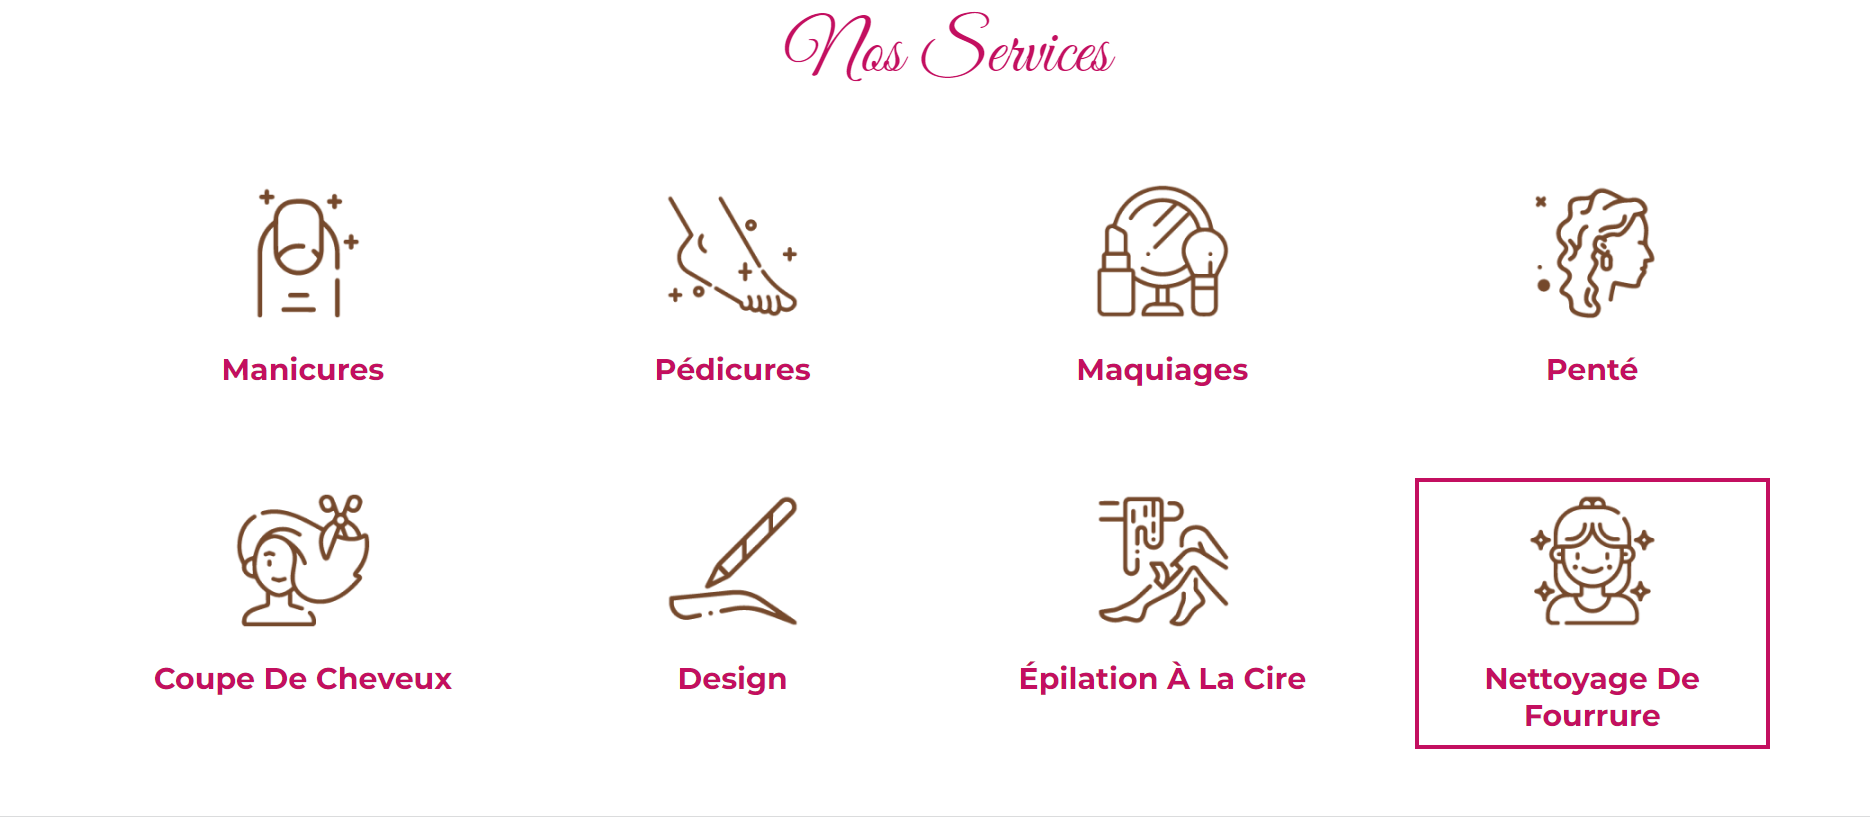 Nos Services
Manicures
Pédicures
Maquiages
Penté
Coupe De Cheveux
Design
Épilation À La Cire
Nettoyage De
Fourrure